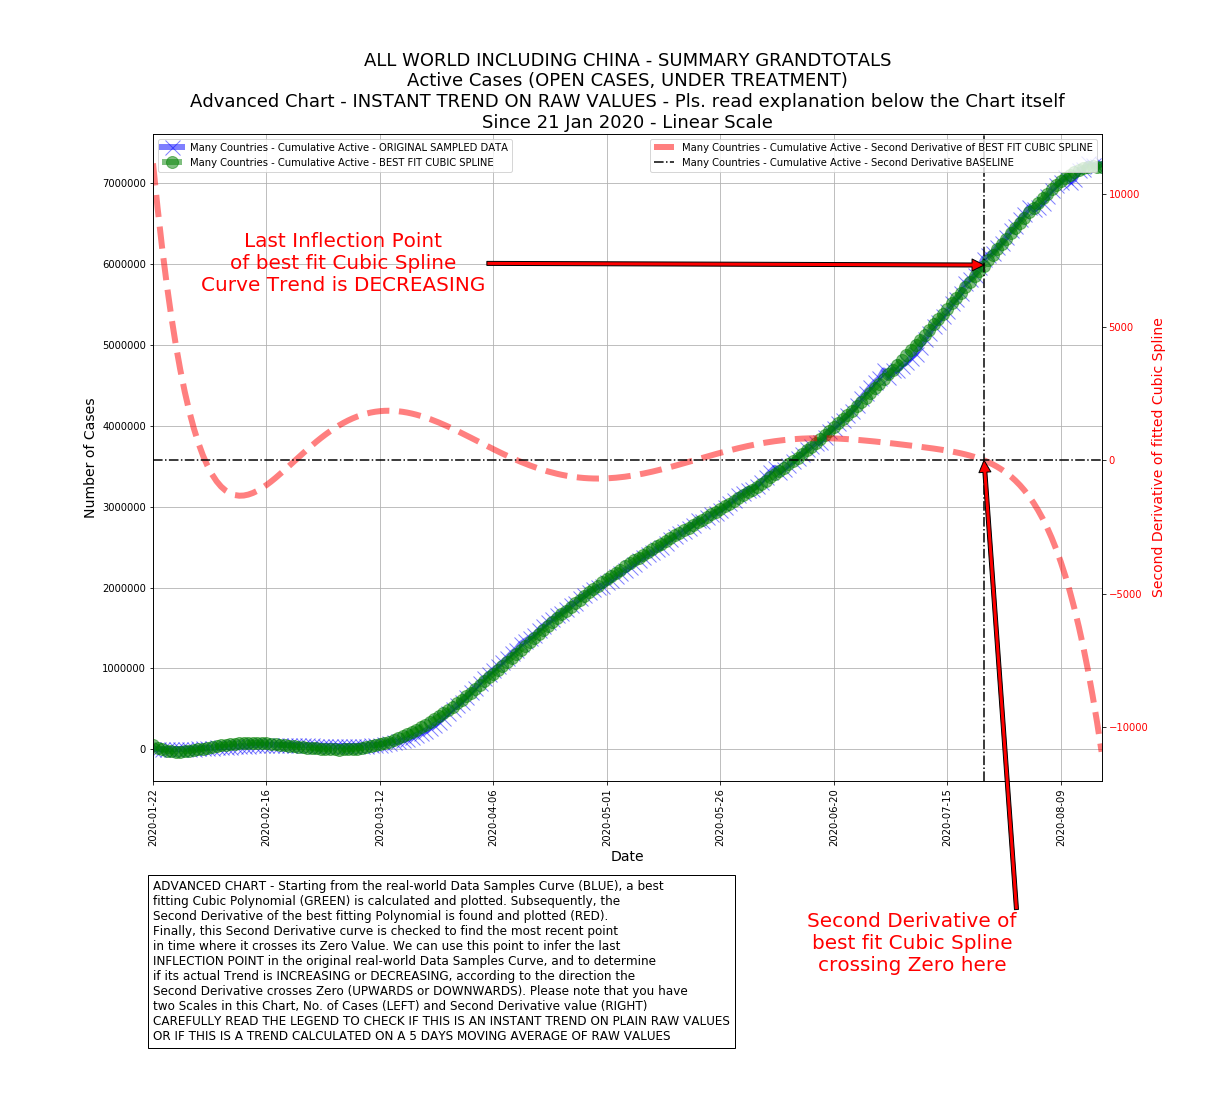 ALL WORLD INCLUDING CHINA - SUMMARY GRANDTOTALS
Active Cases (OPEN CASES, UNDER TREATMENT)
Advanced Chart - INSTANT TREND ON RAW VALUES - Pls. read explanation below the Chart itself
Since 21 Jan 2020 - Linear Scale
Many Countries - Cumulative Active - ORIGINAL SAMPLED DATA
Many Countries - Cumulative Active - BEST FIT CUBIC SPLINE
Many Countries - Cumulative Active - Second Derivative of BEST FIT CUBIC SPLINE
Many Countries - Cumulative Active - Second Derivative BASELINE
Last Inflection Point
of best fit Cubic Spline
Curve Trend is DECREASING
Number of Cases
7000000
6000000
5000000
4000000
3000000
2000000
1000000
0
10000
5000
0
−5000
−10000
Second Derivative of fitted Cubic Spline
2020-01-22
2020-02-16
2020-03-12
2020-04-06
2020-05-01
2020-05-26
2020-06-20
2020-07-15
2020-08-09
Date
ADVANCED CHART - Starting from the real-world Data Samples Curve (BLUE), a best
fitting Cubic Polynomial (GREEN) is calculated and plotted. Subsequently, the
Second Derivative of the best fitting Polynomial is found and plotted (RED).
Finally, this Second Derivative curve is checked to find the most recent point
in time where it crosses its Zero Value. We can use this point to infer the last
INFLECTION POINT in the original real-world Data Samples Curve, and to determine
if its actual Trend is INCREASING or DECREASING, according to the direction the
Second Derivative crosses Zero (UPWARDS or DOWNWARDS). Please note that you have
two Scales in this Chart, No. of Cases (LEFT) and Second Derivative value (RIGHT)
CAREFULLY READ THE LEGEND TO CHECK IF THIS IS AN INSTANT TREND ON PLAIN RAW VALUES
OR IF THIS IS A TREND CALCULATED ON A 5 DAYS MOVING AVERAGE OF RAW VALUES
Second Derivative of
best fit Cubic Spline
crossing Zero here